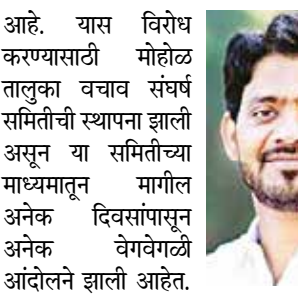 आहे. यास विरोध
करण्यासाठी मोहोळ
तालुका वचाव संघर्ष
समितीची स्थापना झाली
असून या समितीच्या
माध्यमातून मागील
अनेक दिवसांपासून
अनेक वेगवेगळी
आंदोलने झाली आहेत.